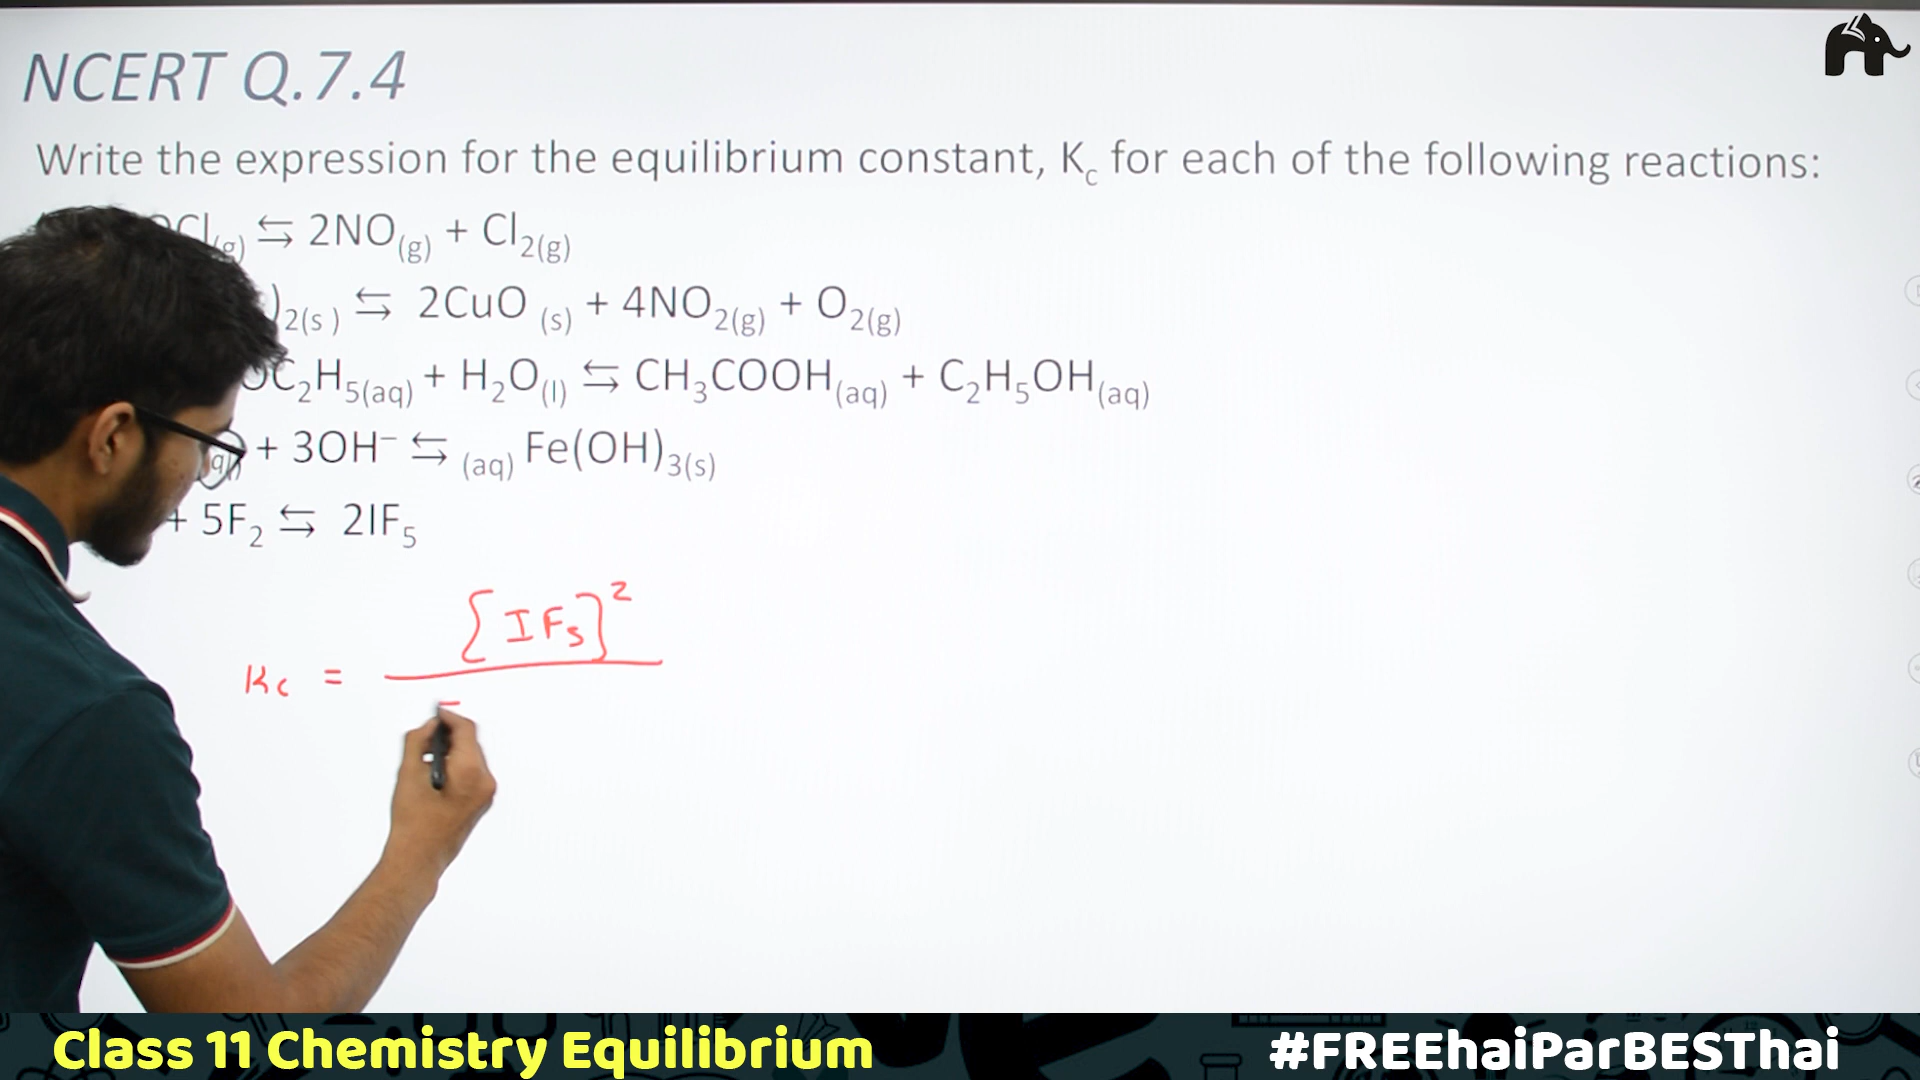 NCERT Q.7.4
Write the expression for the equilibrium constant, Kc for each of the following reactions:
Cl(g) ⇆ 2NO(g) + Cl2(g)
)2(s ) ⇆ 2CuO (s) + 4NO2(g) + O2(g)
OC2H5(aq) + H2O(l) ⇆ CH3COOH(aq) + C2H5OH(aq)
+ 3OH⁻ ⇆ (aq) Fe(OH)3(s)
+ 5F2 ⇆ 2IF5
[IF5]²
Kc =
Class 11 Chemistry Equilibrium
#FREEhaiParBESThai